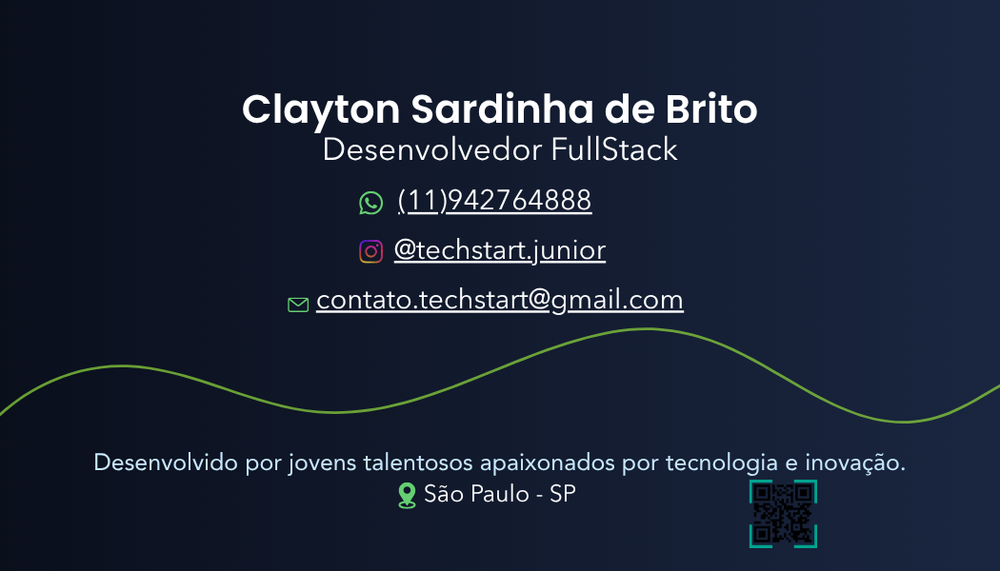 Clayton Sardinha de Brito
Desenvolvedor FullStack
(11)942764888
@techstart.junior
contato.techstart@gmail.com
Desenvolvido por jovens talentosos apaixonados por tecnologia e inovação.
São Paulo - SP